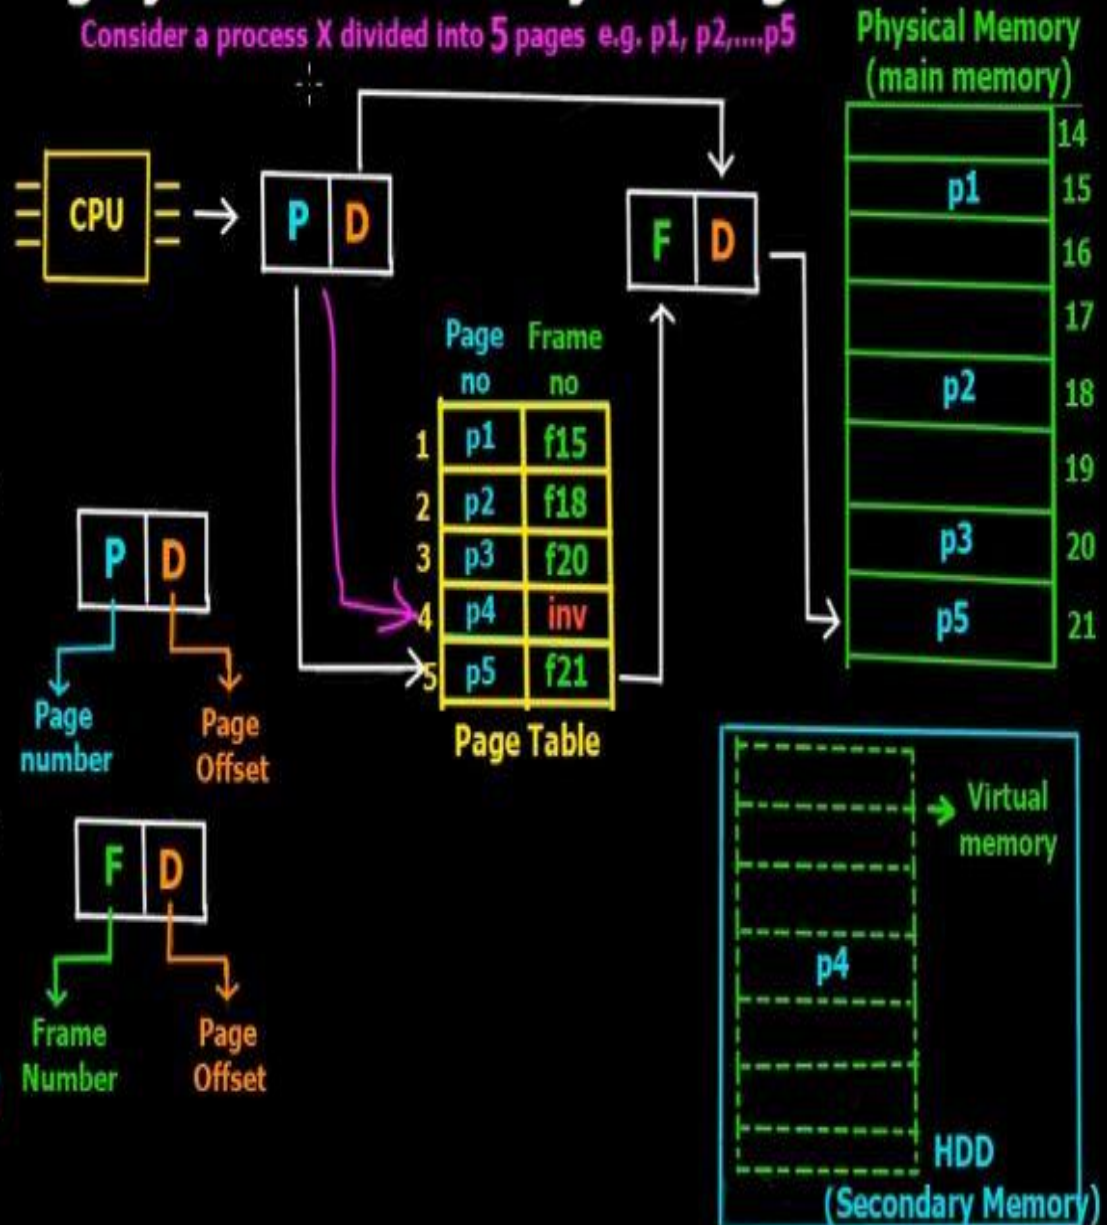 Consider a process X divided into 5 pages e.g. p1, p2,....p5
Physical Memory
(main memory)
CPU
P D
F D
14
p1 15
16
17
p2 18
19
p3 20
p5 21
Page Frame
no no
1 p1 f15
2 p2 f18
3 p3 f20
4 p4 inv
5 p5 f21
Page Table
P D
Page
number
Page
Offset
F D
Frame
Number
Page
Offset
Virtual
memory
p4
HDD
(Secondary Memory)